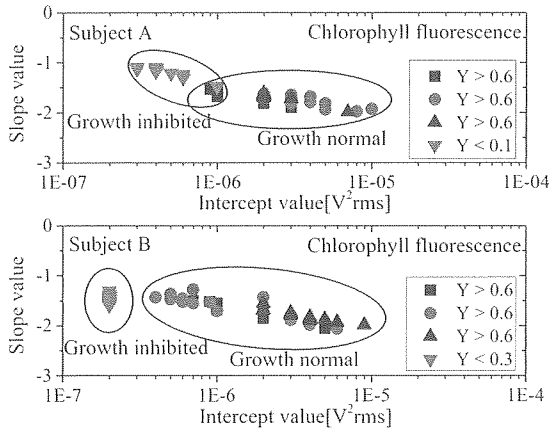 Subject A
Chlorophyll fluorescence
0
-1
-2
-3
Slope value
Y > 0.6
Y > 0.6
Y > 0.6
Y < 0.1
Growth inhibited
Growth normal
1E-07
1E-06
1E-05
1E-04
Intercept value[V²rms]
Subject B
Chlorophyll fluorescence
0
-1
-2
-3
Slope value
Y > 0.6
Y > 0.6
Y > 0.6
Y < 0.3
Growth inhibited
Growth normal
1E-7
1E-6
1E-5
1E-4
Intercept value[V²rms]